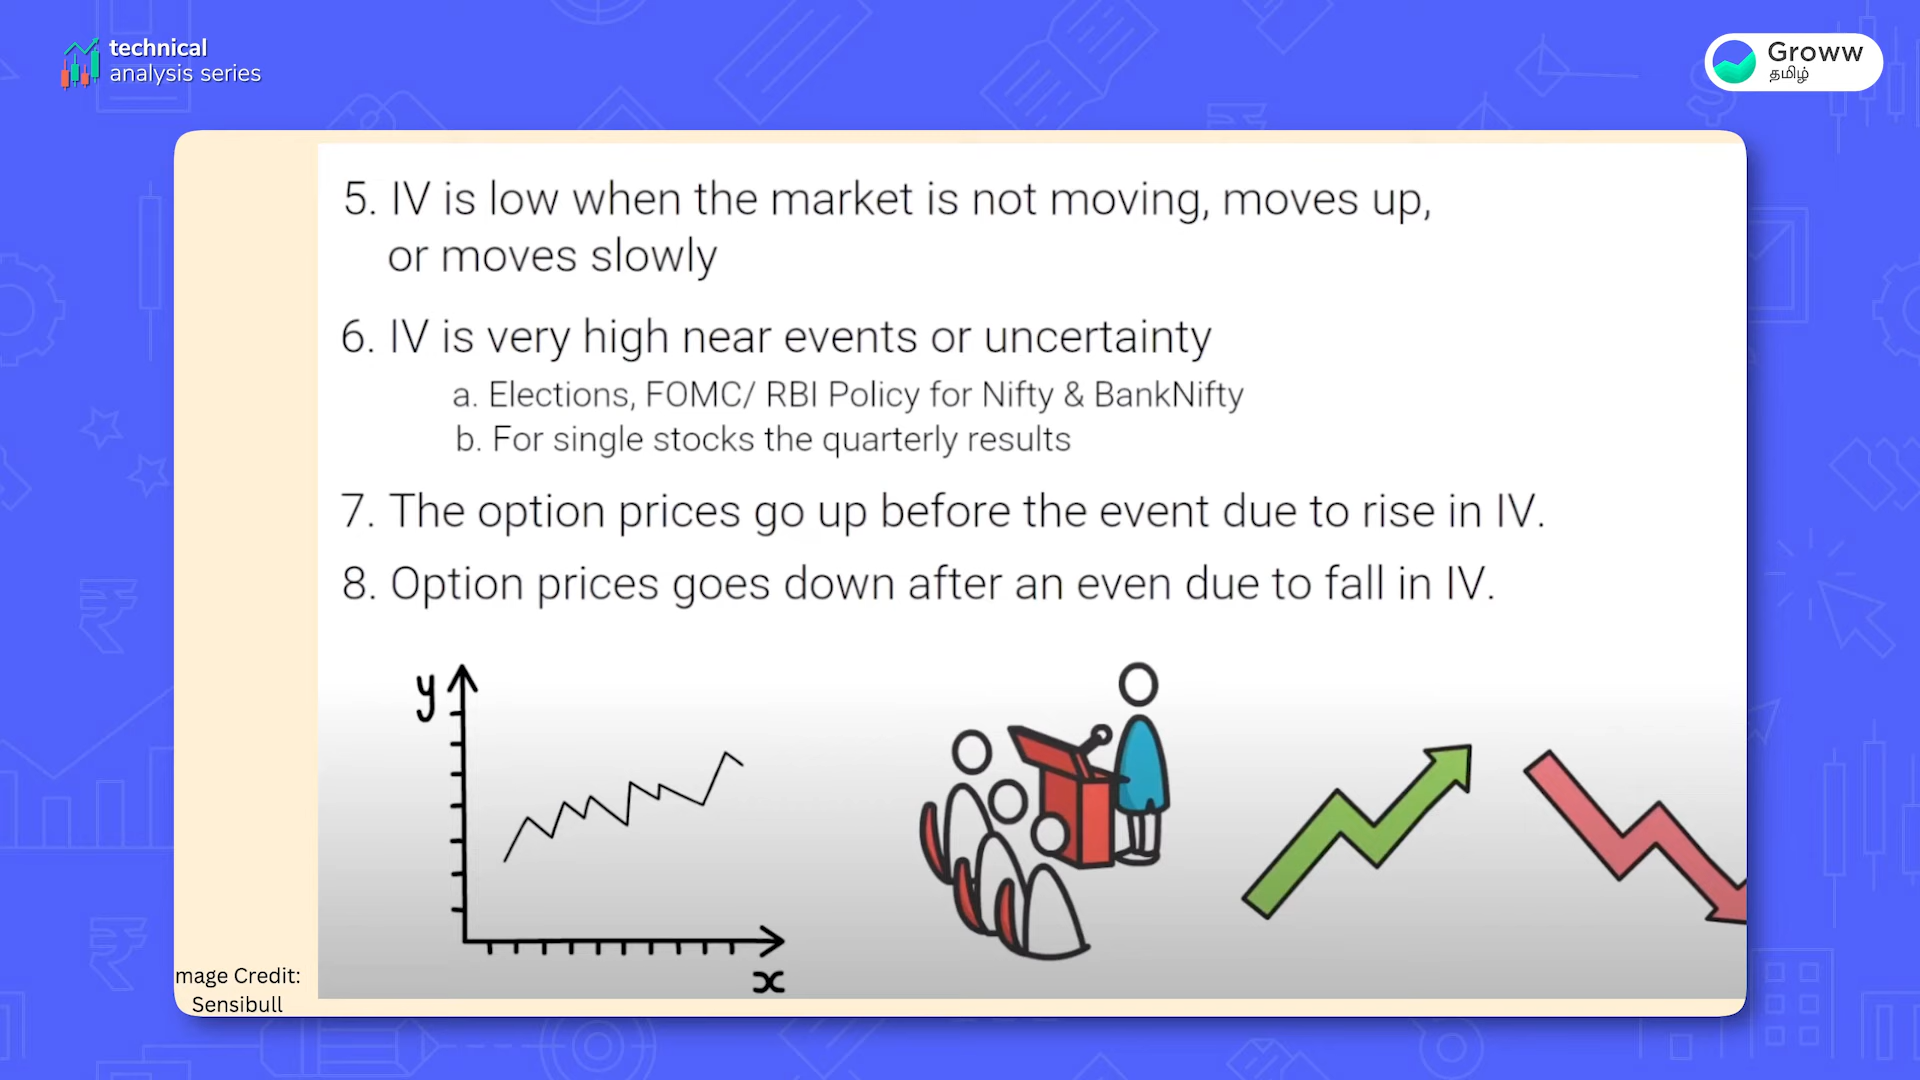 technical
analysis series
Groww
தமிழ்
5. IV is low when the market is not moving, moves up,
or moves slowly
6. IV is very high near events or uncertainty
a. Elections, FOMC/ RBI Policy for Nifty & BankNifty
b. For single stocks the quarterly results
7. The option prices go up before the event due to rise in IV.
8. Option prices goes down after an even due to fall in IV.
y
x
mage Credit:
Sensibull